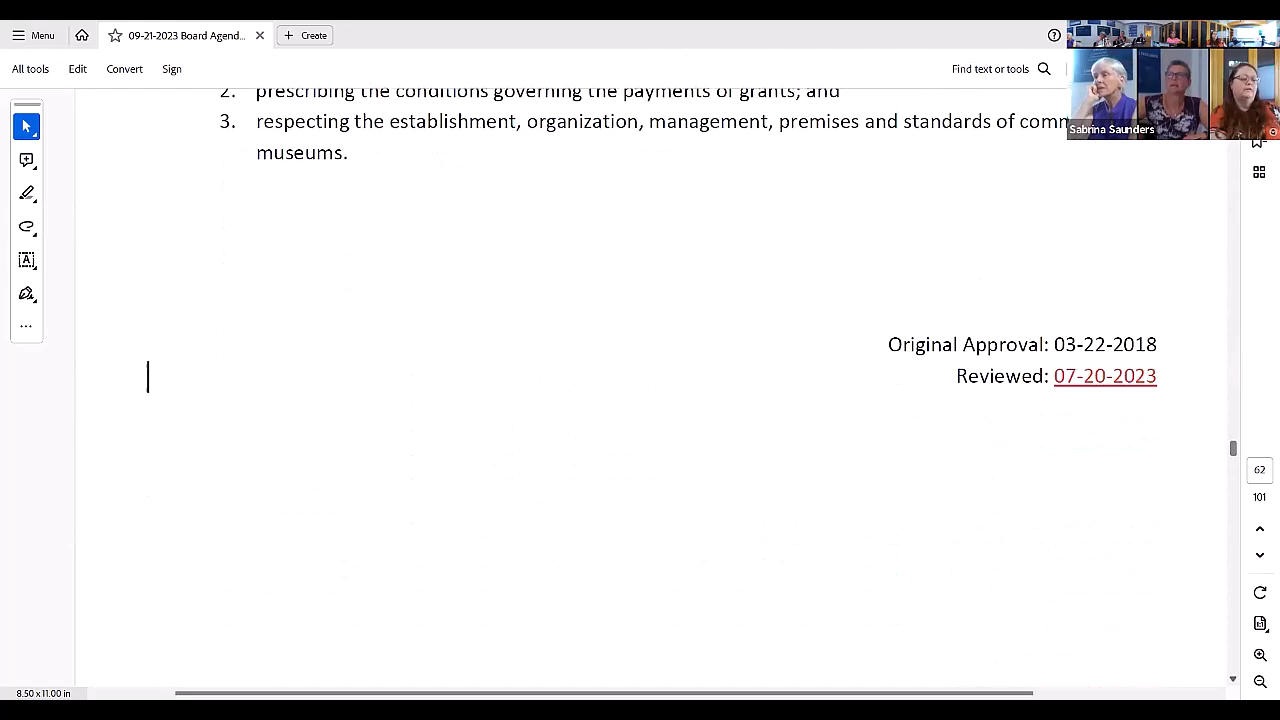 Menu
09-21-2023 Board Agend...
Create
All tools
Edit
Convert
Sign
Find text or tools
2. prescribing the conditions governing the payments of grants; and
3. respecting the establishment, organization, management, premises and standards of comm
museums.
Sabrina Saunders
Original Approval: 03-22-2018
Reviewed: 07-20-2023
62
101
8.50 x 11.00 in